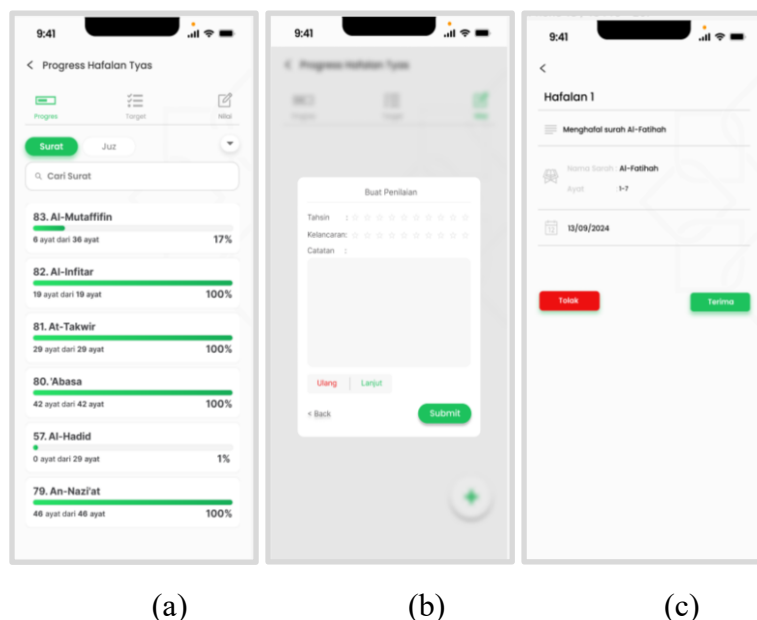 9:41
Progress Hafalan Tyas
Progres Target Nilai
Surat Juz
Cari Surat
83. Al-Mutaffifin
6 ayat dari 36 ayat 17%
82. Al-Infitar
19 ayat dari 19 ayat 100%
81. At-Takwir
29 ayat dari 29 ayat 100%
80. 'Abasa
42 ayat dari 42 ayat 100%
57. Al-Hadid
0 ayat dari 29 ayat 1%
79. An-Nazi'at
46 ayat dari 46 ayat 100%
(a)
9:41
Progress Hafalan Tyas
Nilai
Buat Penilaian
Tahsin :
Kelancaran:
Catatan :
Ulang Lanjut
< Back Submit
(b)
9:41
Hafalan 1
Menghafal surah Al-Fatihah
Nama Surah : Al-Fatihah
Ayat 1-7
13/09/2024
Tolak Terima
(c)